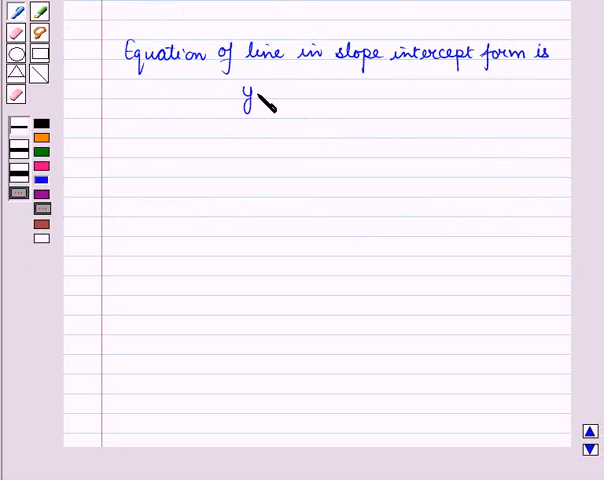 Equation of line in slope intercept form is
y